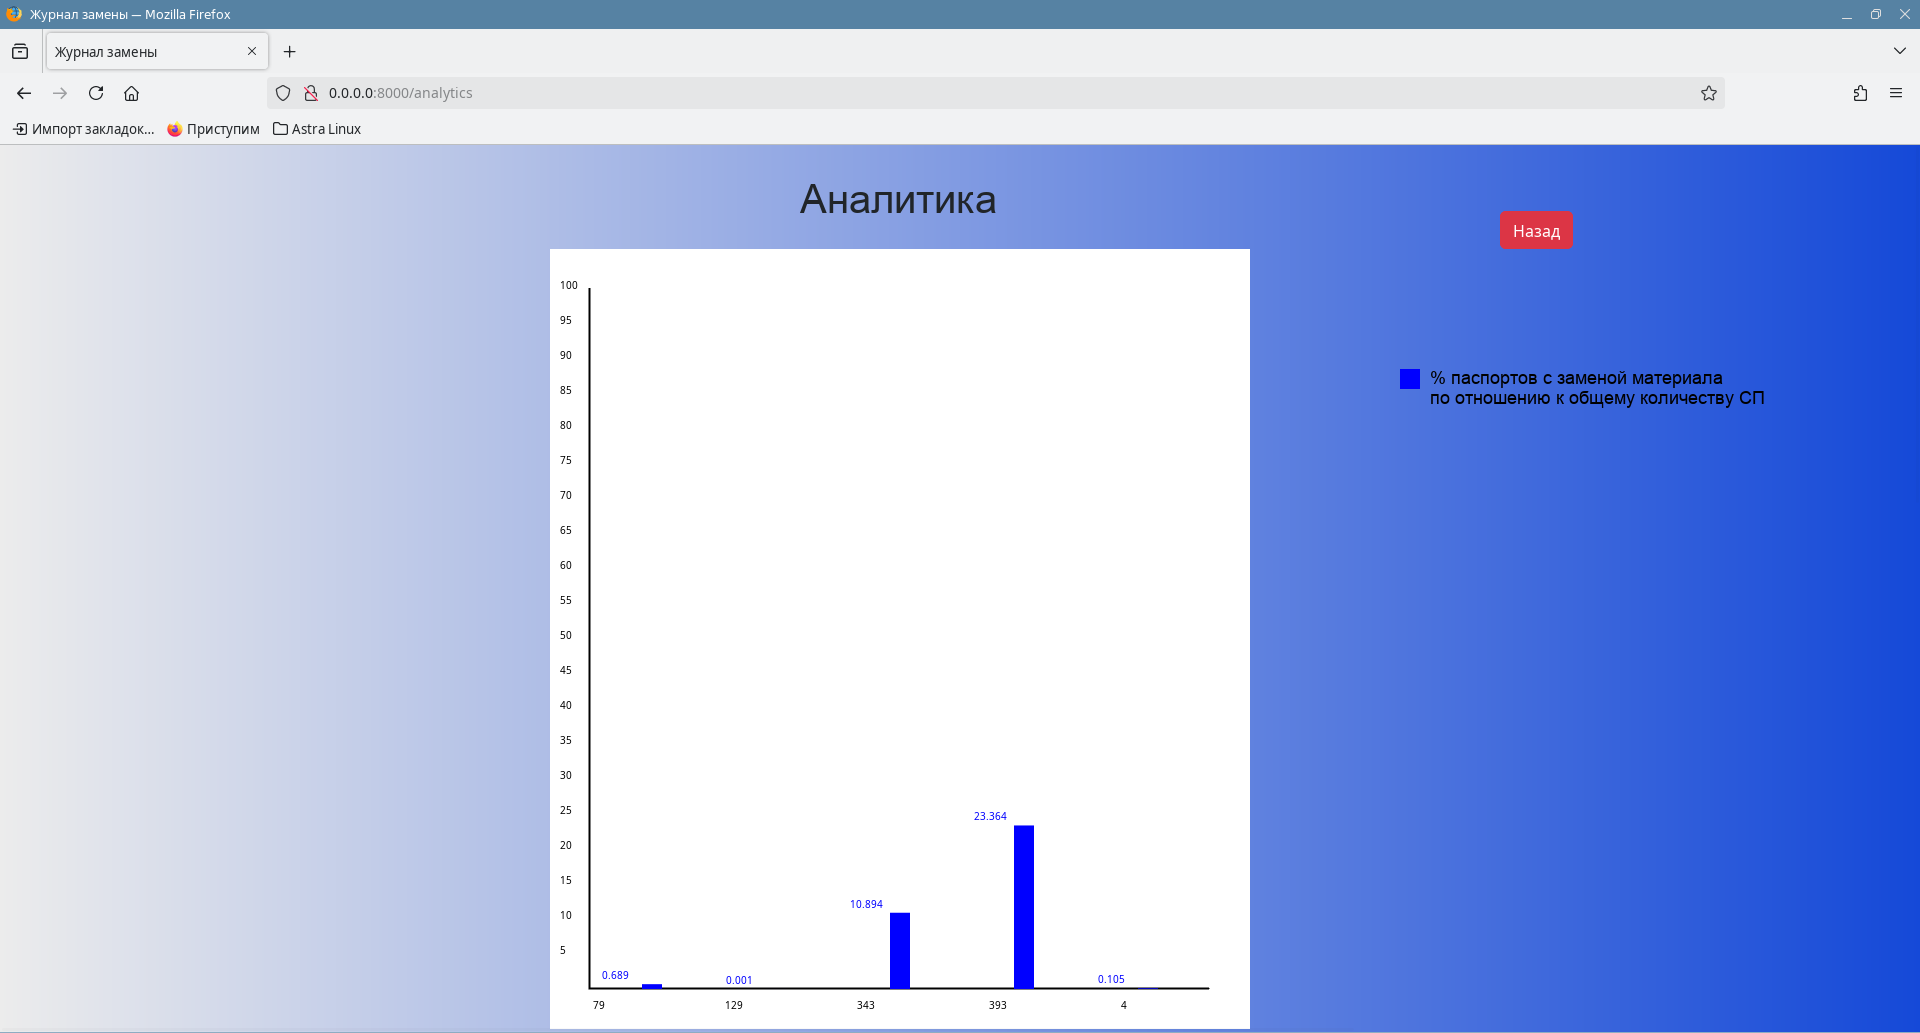 Журнал замены — Mozilla Firefox
Журнал замены
0.0.0.0:8000/analytics
Импорт закладок... Приступим Astra Linux
Аналитика
Назад
% паспортов с заменой материала
по отношению к общему количеству СП
100
95
90
85
80
75
70
65
60
55
50
45
40
35
30
25
23.364
20
15
10.894
10
5
0.689 0.001 0.105
79 129 343 393 4